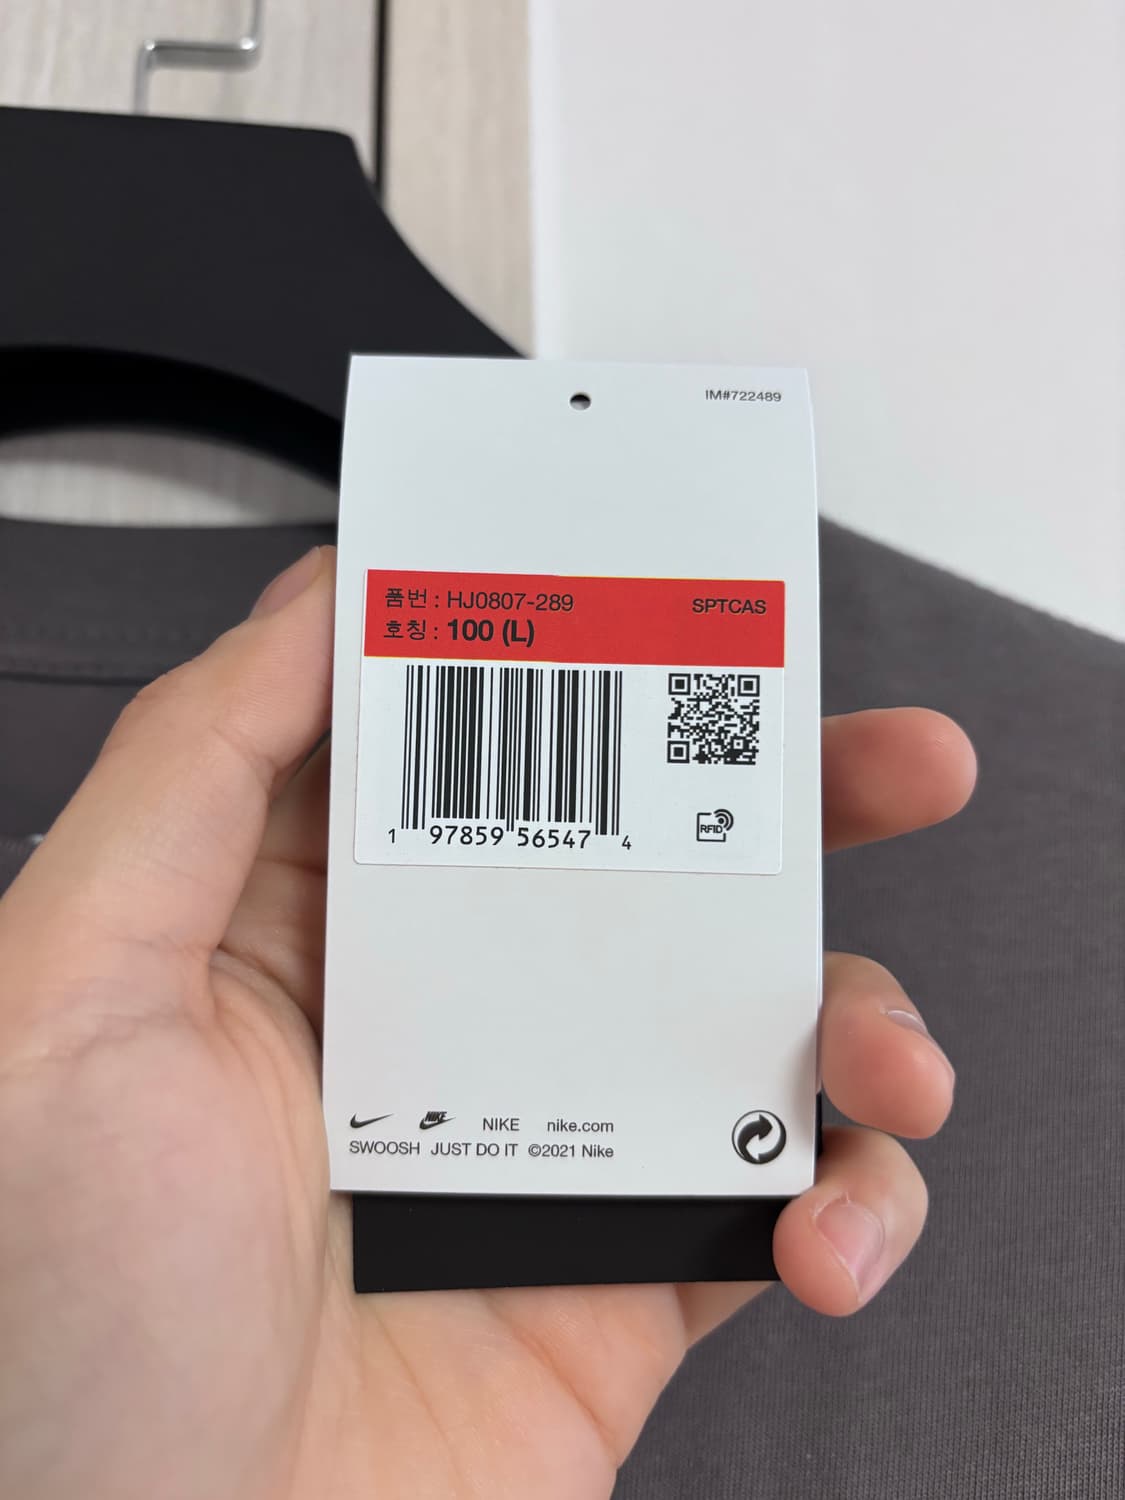 IM#722489
품번 : HJ0807-289
SPTCAS
호칭 : 100 (L)
RFID
1 97859 56547 4
NIKE NIKE nike.com
SWOOSH JUST DO IT ©2021 Nike